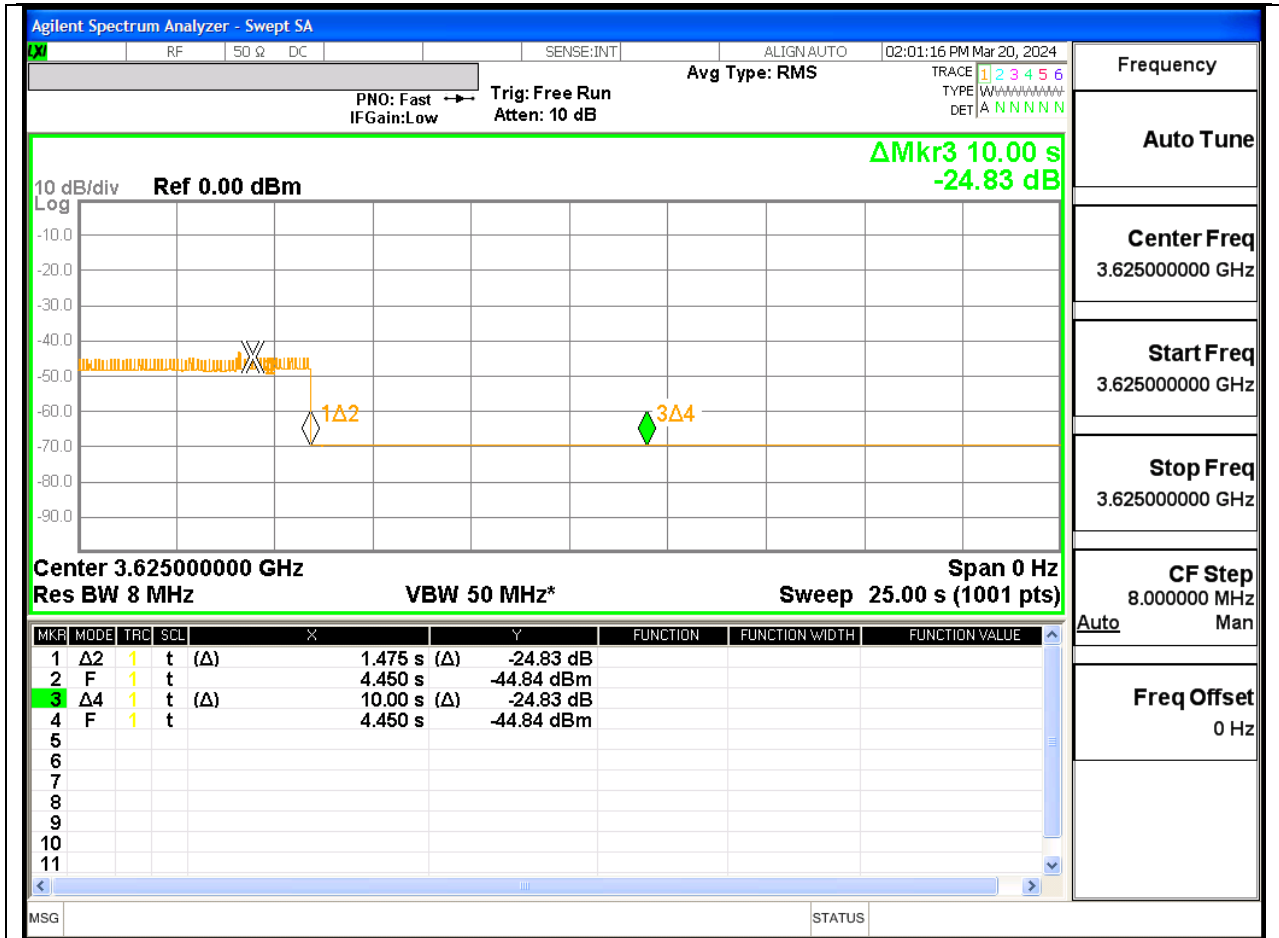 Agilent Spectrum Analyzer - Swept SA
LXI RF 50 Ω DC SENSE:INT ALIGN AUTO 02:01:16 PM Mar 20, 2024
PNO: Fast
IFGain:Low
Trig: Free Run
Atten: 10 dB
Avg Type: RMS
TRACE 1 2 3 4 5 6
TYPE W
DET A N N N N N
ΔMkr3 10.00 s
-24.83 dB
10 dB/div Ref 0.00 dBm
Log
-10.0
-20.0
-30.0
-40.0
-50.0
-60.0
-70.0
-80.0
-90.0
1Δ2
3Δ4
Center 3.625000000 GHz Span 0 Hz
Res BW 8 MHz VBW 50 MHz* Sweep 25.00 s (1001 pts)
MKR MODE TRC SCL X Y FUNCTION FUNCTION WIDTH FUNCTION VALUE
1 Δ2 1 t (Δ) 1.475 s (Δ) -24.83 dB
2 F 1 t 4.450 s -44.84 dBm
3 Δ4 1 t (Δ) 10.00 s (Δ) -24.83 dB
4 F 1 t 4.450 s -44.84 dBm
5
6
7
8
9
10
11
MSG STATUS
Frequency
Auto Tune
Center Freq
3.625000000 GHz
Start Freq
3.625000000 GHz
Stop Freq
3.625000000 GHz
CF Step
8.000000 MHz
Auto Man
Freq Offset
0 Hz